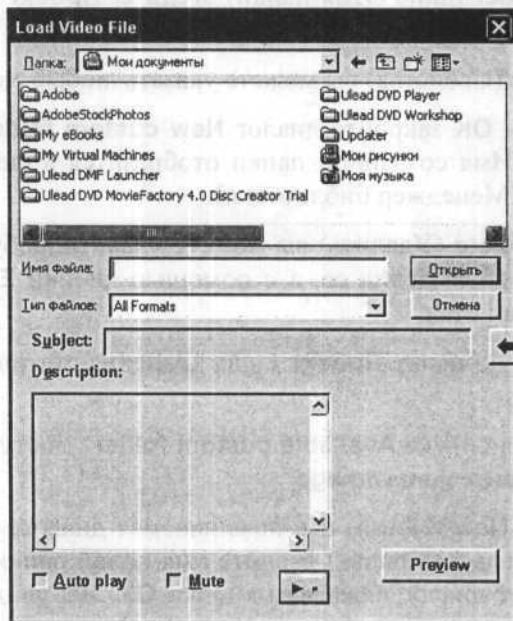 Load Video File
Папка: Мои документы
Adobe
AdobeStockPhotos
My eBooks
My Virtual Machines
Ulead DMF Launcher
Ulead DVD MovieFactory 4.0 Disc Creator Trial
Ulead DVD Player
Ulead DVD Workshop
Updater
Мои рисунки
Моя музыка
Имя файла: Открыть
Тип файлов: All Formats Отмена
Subject:
Description:
Auto play Mute Preview